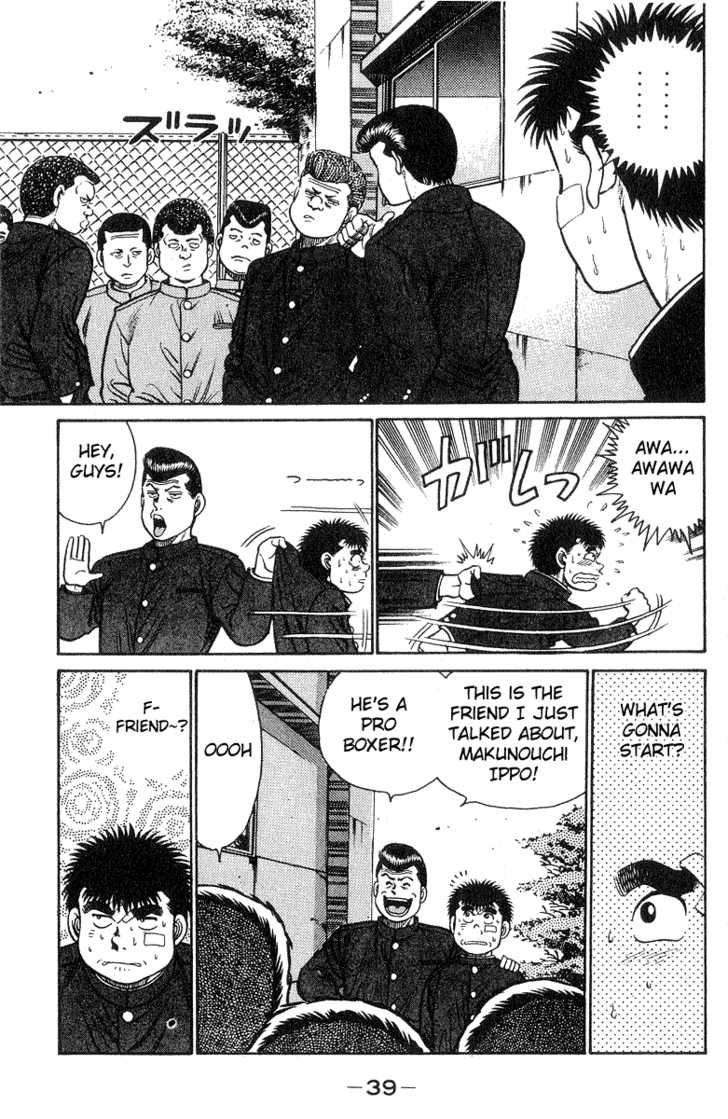 ⋮⋮
ズラッ
AWA...
AWAWA
WA
ガしっ
HEY,
GUYS!
WHAT'S
GONNA
START?
THIS IS THE
FRIEND I JUST
TALKED ABOUT,
MAKUNOUCHI
IPPO!
HE'S A
PRO
BOXER!!
OOOH
F-
FRIEND~?
—39—